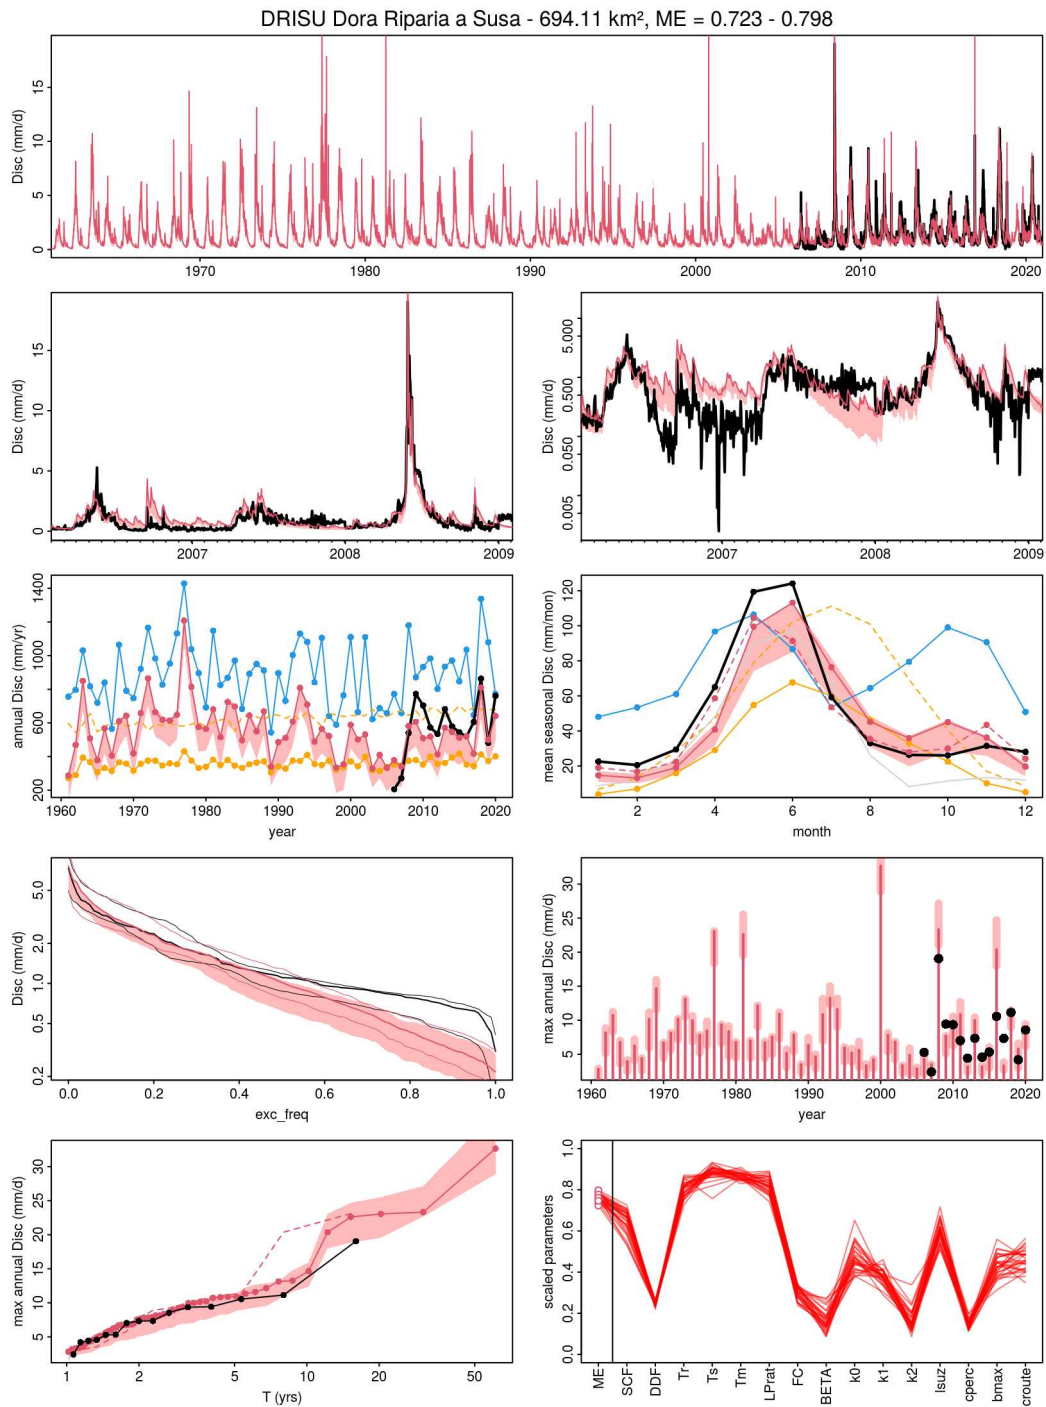 DRISU Dora Riparia a Susa - 694.11 km², ME = 0.723 - 0.798
Disc (mm/d)
0 5 10 15
1970 1980 1990 2000 2010 2020
Disc (mm/d)
0 5 10 15
2007 2008 2009
Disc (mm/d)
0.005 0.050 0.500 5.000
2007 2008 2009
annual Disc (mm/yr)
200 600 1000 1400
1960 1970 1980 1990 2000 2010 2020
year
mean seasonal Disc (mm/mon)
20 40 60 80 100 120
2 4 6 8 10 12
month
Disc (mm/d)
0.2 0.5 1.0 2.0 5.0
0.0 0.2 0.4 0.6 0.8 1.0
exc_freq
max annual Disc (mm/d)
5 10 15 20 25 30
1960 1970 1980 1990 2000 2010 2020
year
max annual Disc (mm/d)
5 10 15 20 25 30
1 2 5 10 20 50
T (yrs)
scaled parameters
0.0 0.2 0.4 0.6 0.8 1.0
ME SCF DDF Tr Ts Tm LPrat FC BETA k0 k1 k2 lsuz cperc bmax croute